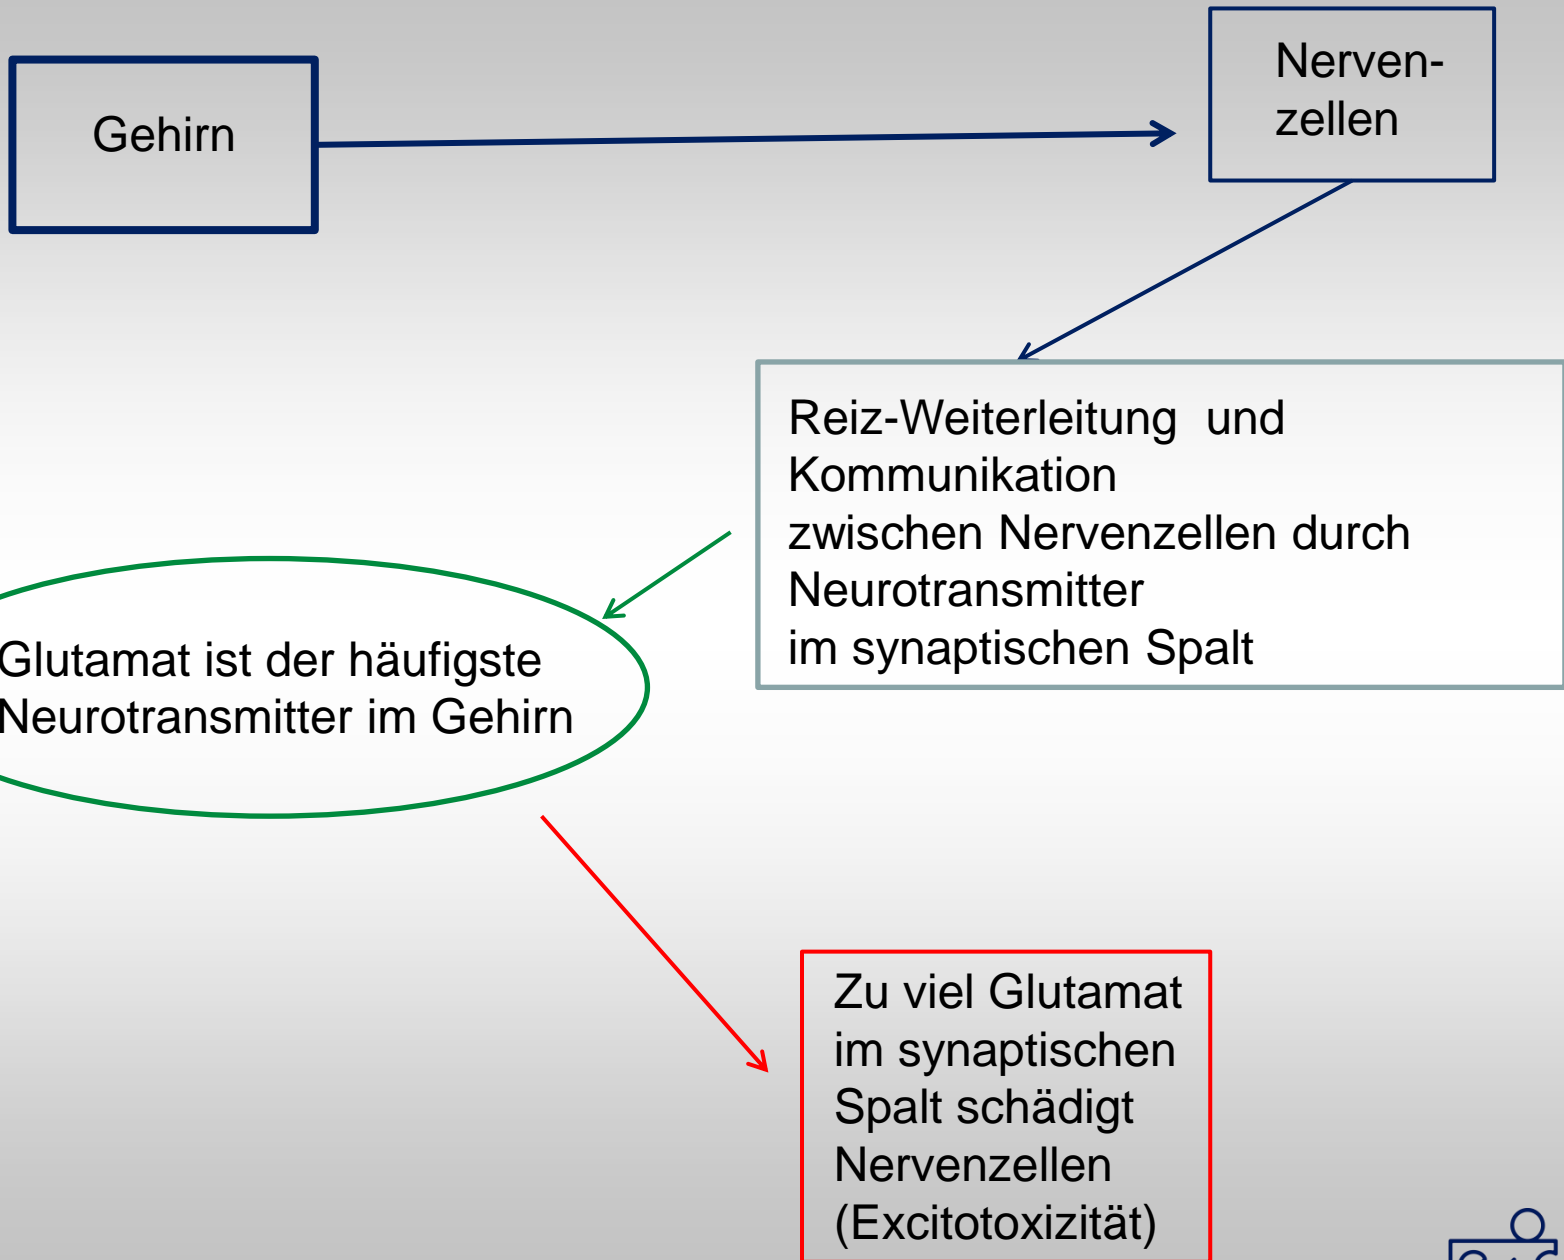 Gehirn
Nerven-
zellen
Reiz-Weiterleitung und
Kommunikation
zwischen Nervenzellen durch
Neurotransmitter
im synaptischen Spalt
Glutamat ist der häufigste
Neurotransmitter im Gehirn
Zu viel Glutamat
im synaptischen
Spalt schädigt
Nervenzellen
(Excitotoxizität)